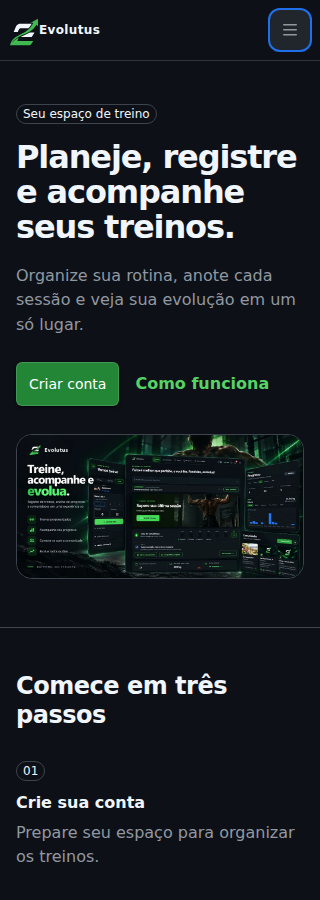 Evolutus
Seu espaço de treino
Planeje, registre
e acompanhe
seus treinos.
Organize sua rotina, anote cada
sessão e veja sua evolução em um
só lugar.
Criar conta
Como funciona
Evolutus
Treine,
acompanhe e
evolua.
Comece em três
passos
01
Crie sua conta
Prepare seu espaço para organizar
os treinos.